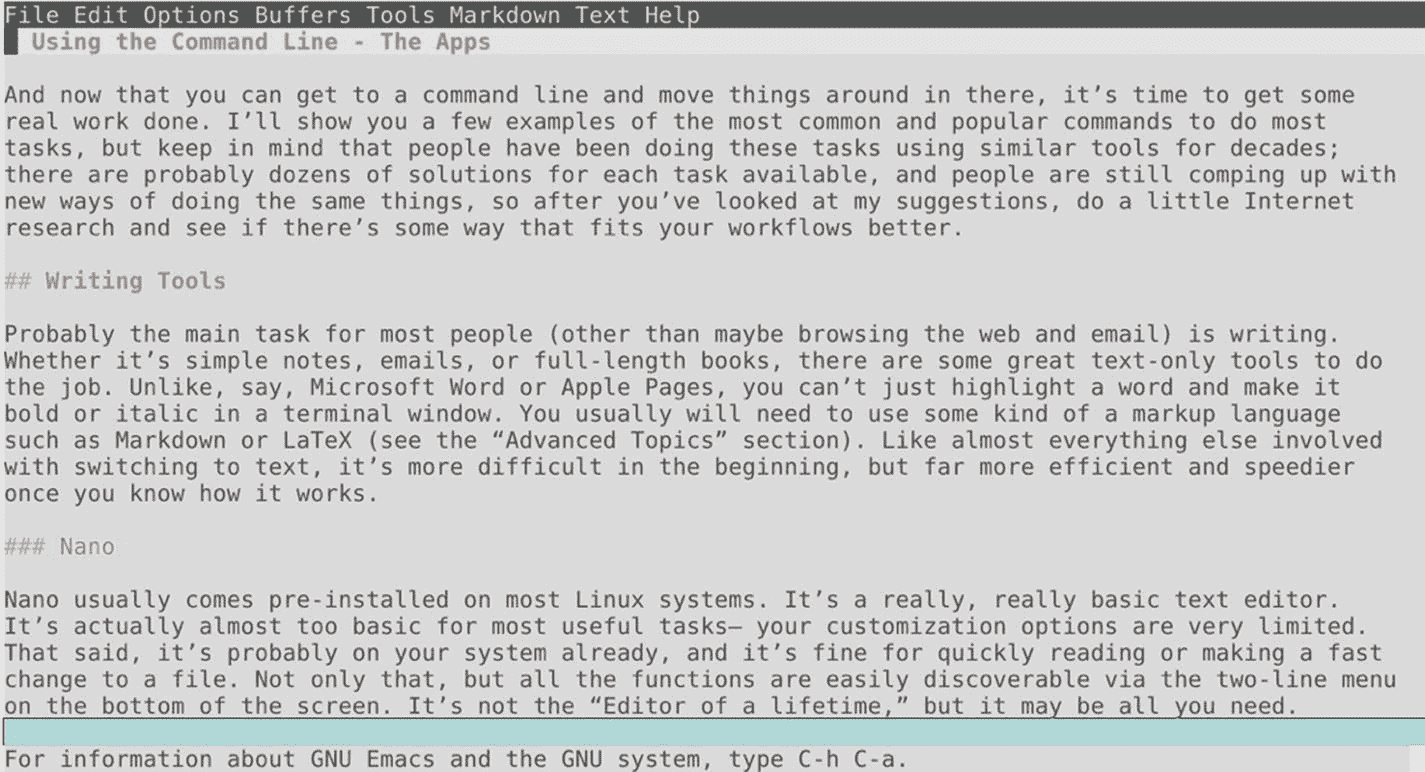 File Edit Options Buffers Tools Markdown Text Help
Using the Command Line - The Apps
And now that you can get to a command line and move things around in there, it’s time to get some
real work done. I’ll show you a few examples of the most common and popular commands to do most
tasks, but keep in mind that people have been doing these tasks using similar tools for decades;
there are probably dozens of solutions for each task available, and people are still comping up with
new ways of doing the same things, so after you’ve looked at my suggestions, do a little Internet
research and see if there’s some way that fits your workflows better.
## Writing Tools
Probably the main task for most people (other than maybe browsing the web and email) is writing.
Whether it’s simple notes, emails, or full-length books, there are some great text-only tools to do
the job. Unlike, say, Microsoft Word or Apple Pages, you can’t just highlight a word and make it
bold or italic in a terminal window. You usually will need to use some kind of a markup language
such as Markdown or LaTeX (see the “Advanced Topics” section). Like almost everything else involved
with switching to text, it’s more difficult in the beginning, but far more efficient and speedier
once you know how it works.
### Nano
Nano usually comes pre-installed on most Linux systems. It’s a really, really basic text editor.
It’s actually almost too basic for most useful tasks— your customization options are very limited.
That said, it’s probably on your system already, and it’s fine for quickly reading or making a fast
change to a file. Not only that, but all the functions are easily discoverable via the two-line menu
on the bottom of the screen. It’s not the “Editor of a lifetime,” but it may be all you need.
For information about GNU Emacs and the GNU system, type C-h C-a.